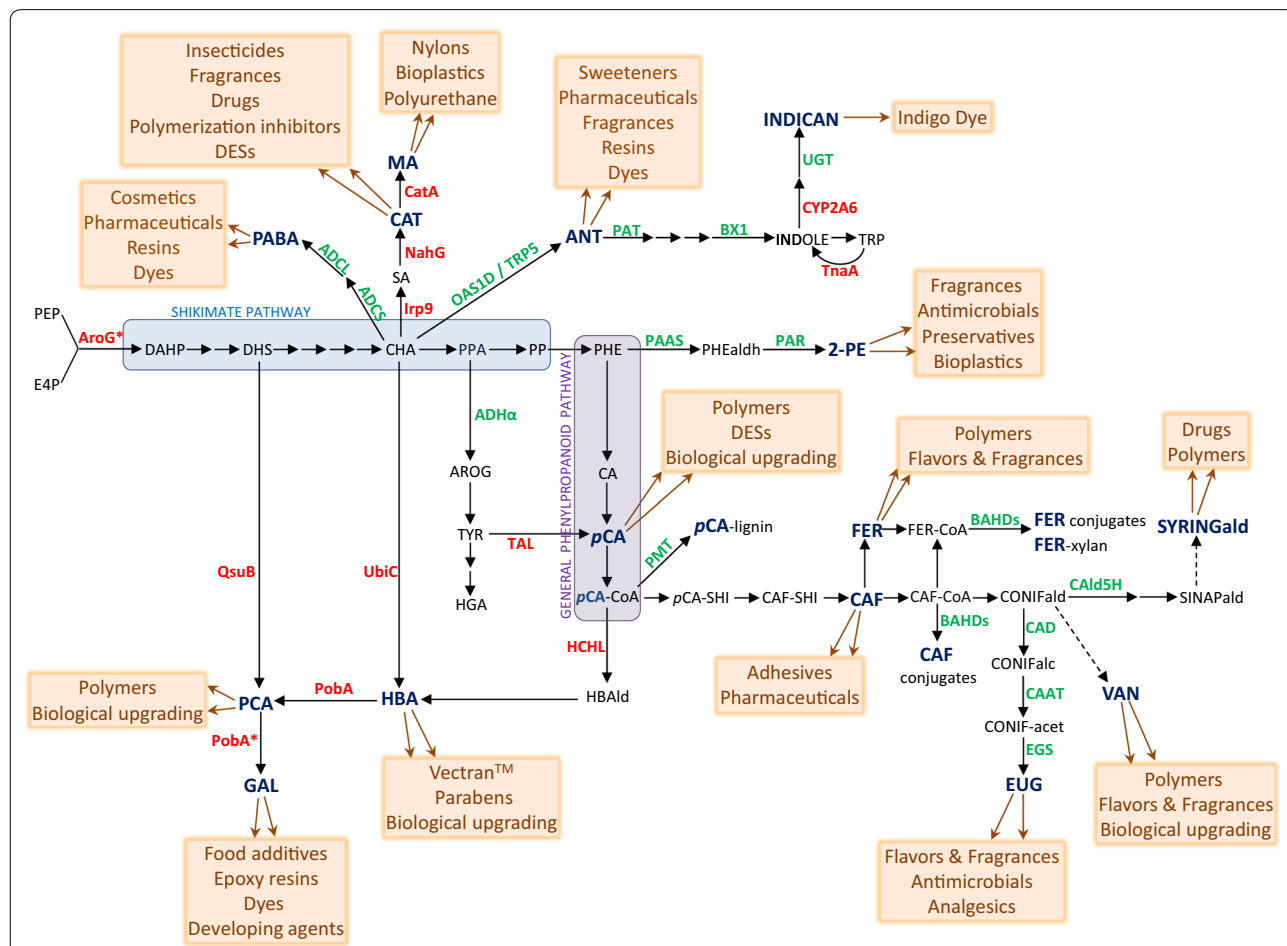 Insecticides
Fragrances
Drugs
Polymerization inhibitors
DESs
Nylons
Bioplastics
Polyurethane
Sweeteners
Pharmaceuticals
Fragrances
Resins
Dyes
INDICAN
Indigo Dye
UGT
MA
CatA
CYP2A6
Cosmetics
Pharmaceuticals
Resins
Dyes
PABA
CAT
ANT
PAT
BX1
INDOLE
TRP
TnaA
NahG
SA
ADCL
ADCS
Irp9
OAS1D / TRP5
PEP
AroG*
E4P
SHIKIMATE PATHWAY
DAHP
DHS
CHA
PPA
PP
PHE
PAAS
PHEaldh
PAR
2-PE
Fragrances
Antimicrobials
Preservatives
Bioplastics
GENERAL PHENYLPROPANOID PATHWAY
ADHα
AROG
TYR
HGA
TAL
CA
pCA
pCA-CoA
Polymers
DESs
Biological upgrading
PMT
pCA-lignin
pCA-SHI
CAF-SHI
CAF
Polymers
Flavors & Fragrances
FER
FER-CoA
BAHDs
FER conjugates
FER-xylan
Drugs
Polymers
SYRINGald
CAF-CoA
CONIFald
CAld5H
SINAPald
BAHDs
CAF
conjugates
Adhesives
Pharmaceuticals
CAD
CONIFalc
CAAT
CONIF-acet
EGS
EUG
Flavors & Fragrances
Antimicrobials
Analgesics
VAN
Polymers
Flavors & Fragrances
Biological upgrading
QsuB
UbiC
HCHL
HBAld
HBA
PobA
PCA
Polymers
Biological upgrading
PobA*
GAL
Vectran™
Parabens
Biological upgrading
Food additives
Epoxy resins
Dyes
Developing agents